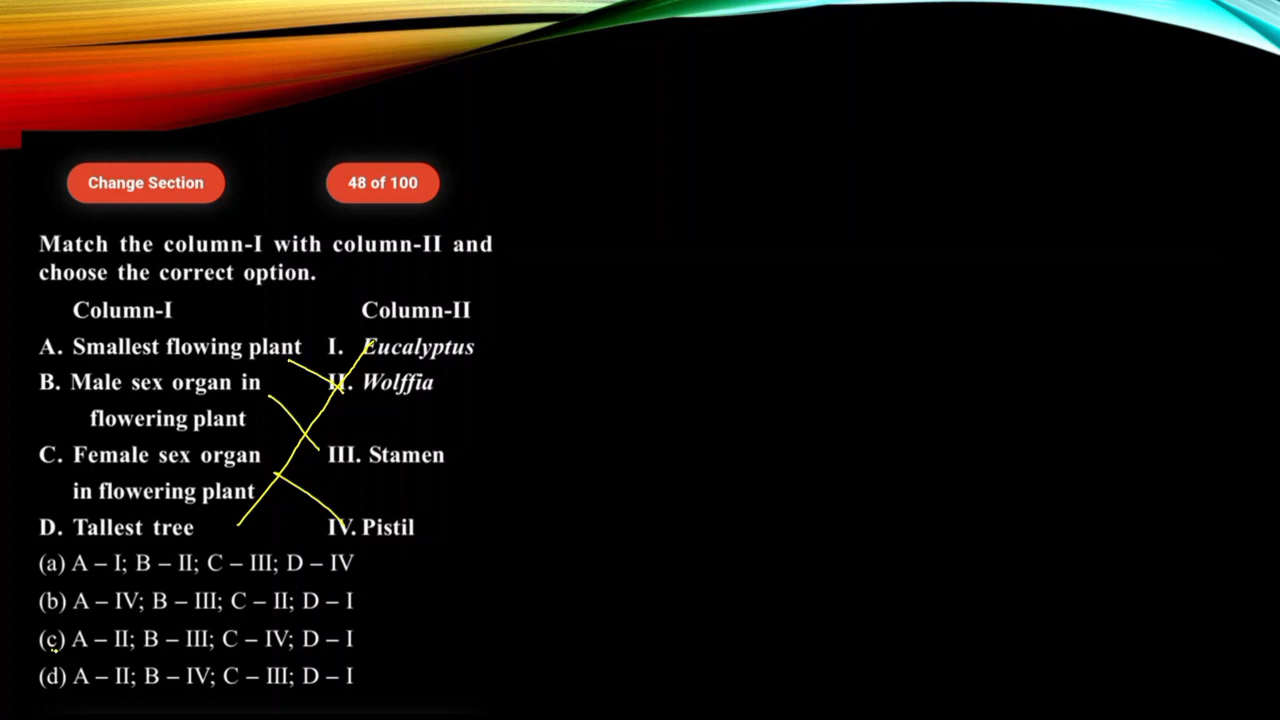 Change Section 48 of 100
Match the column-I with column-II and
choose the correct option.
Column-I Column-II
A. Smallest flowing plant I. Eucalyptus
B. Male sex organ in II. Wolffia
flowering plant
C. Female sex organ III. Stamen
in flowering plant
D. Tallest tree IV. Pistil
(a) A – I; B – II; C – III; D – IV
(b) A – IV; B – III; C – II; D – I
(c) A – II; B – III; C – IV; D – I
(d) A – II; B – IV; C – III; D – I